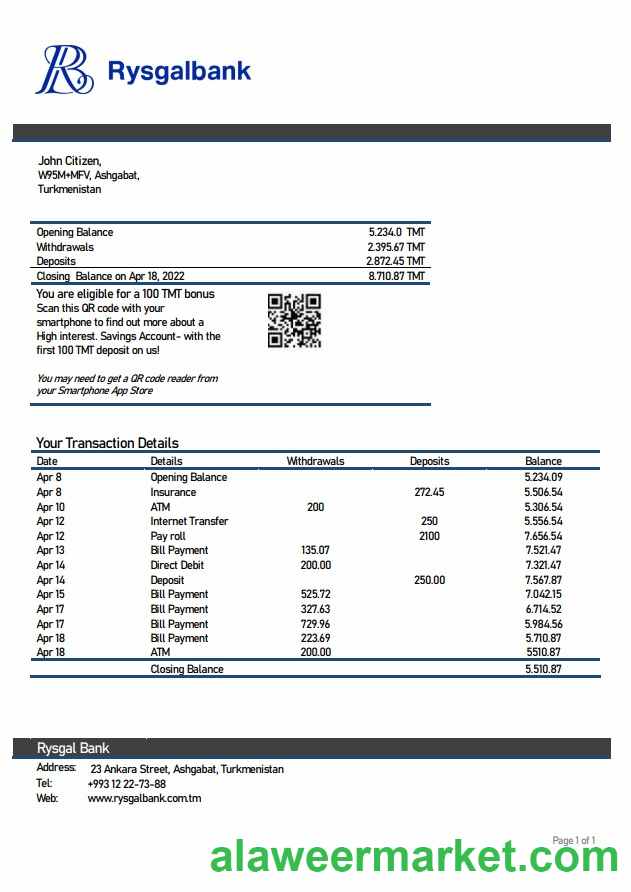 Rysgalbank
John Citizen,
W95M+MFV, Ashgabat,
Turkmenistan
Opening Balance 5.234.0 TMT
Withdrawals 2.395.67 TMT
Deposits 2.872.45 TMT
Closing Balance on Apr 18, 2022 8.710.87 TMT
You are eligible for a 100 TMT bonus
Scan this QR code with your
smartphone to find out more about a
High interest. Savings Account- with the
first 100 TMT deposit on us!
You may need to get a QR code reader from
your Smartphone App Store
Your Transaction Details
Date Details Withdrawals Deposits Balance
Apr 8 Opening Balance 5.234.09
Apr 8 Insurance 272.45 5.506.54
Apr 10 ATM 200 5.306.54
Apr 12 Internet Transfer 250 5.556.54
Apr 12 Pay roll 2100 7.656.54
Apr 13 Bill Payment 135.07 7.521.47
Apr 14 Direct Debit 200.00 7.321.47
Apr 14 Deposit 250.00 7.567.87
Apr 15 Bill Payment 525.72 7.042.15
Apr 17 Bill Payment 327.63 6.714.52
Apr 17 Bill Payment 729.96 5.984.56
Apr 18 Bill Payment 223.69 5.710.87
Apr 18 ATM 200.00 5510.87
Closing Balance 5.510.87
Rysgal Bank
Address: 23 Ankara Street, Ashgabat, Turkmenistan
Tel: +993 12 22-73-88
Web: www.rysgalbank.com.tm
Page 1 of 1
alaweermarket.com